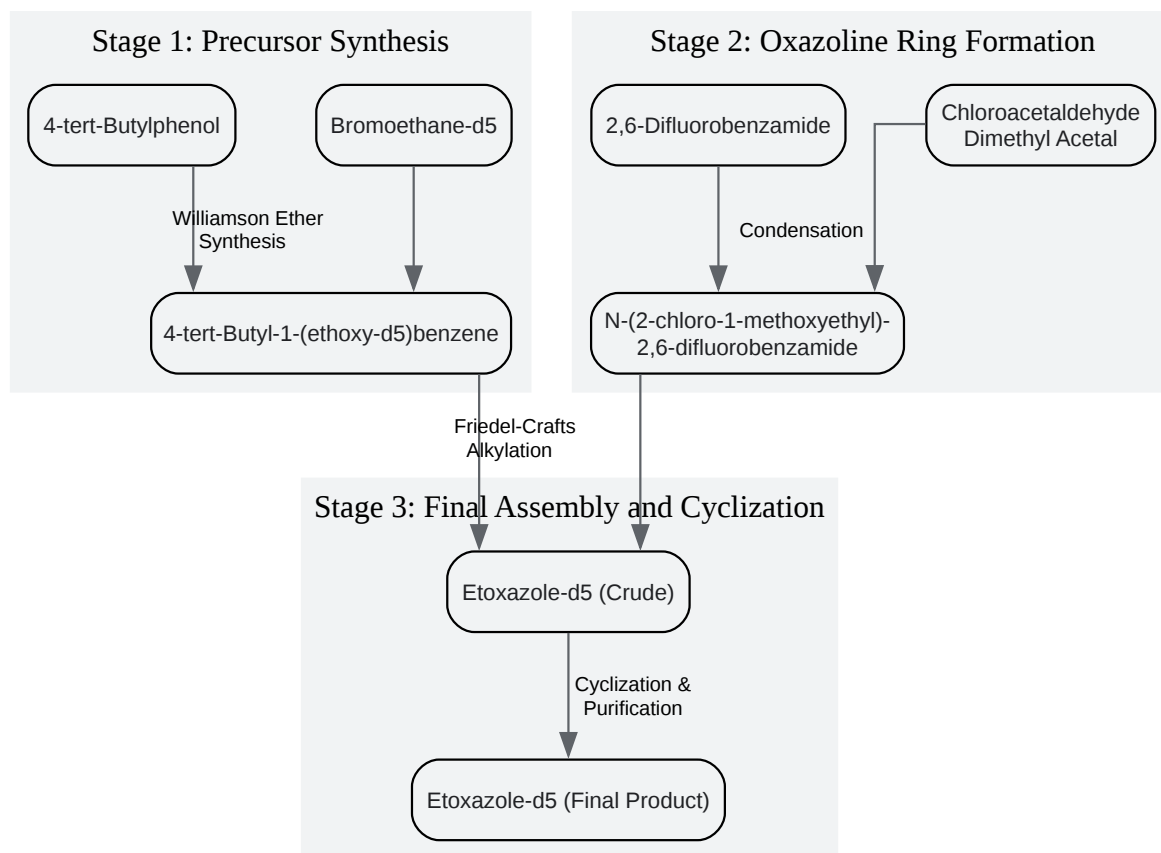 Stage 1: Precursor Synthesis
4-tert-Butylphenol
Bromoethane-d5
Williamson Ether
Synthesis
4-tert-Butyl-1-(ethoxy-d5)benzene
Stage 2: Oxazoline Ring Formation
2,6-Difluorobenzamide
Chloroacetaldehyde
Dimethyl Acetal
Condensation
N-(2-chloro-1-methoxyethyl)-
2,6-difluorobenzamide
Friedel-Crafts
Alkylation
Stage 3: Final Assembly and Cyclization
Etoxazole-d5 (Crude)
Cyclization &
Purification
Etoxazole-d5 (Final Product)